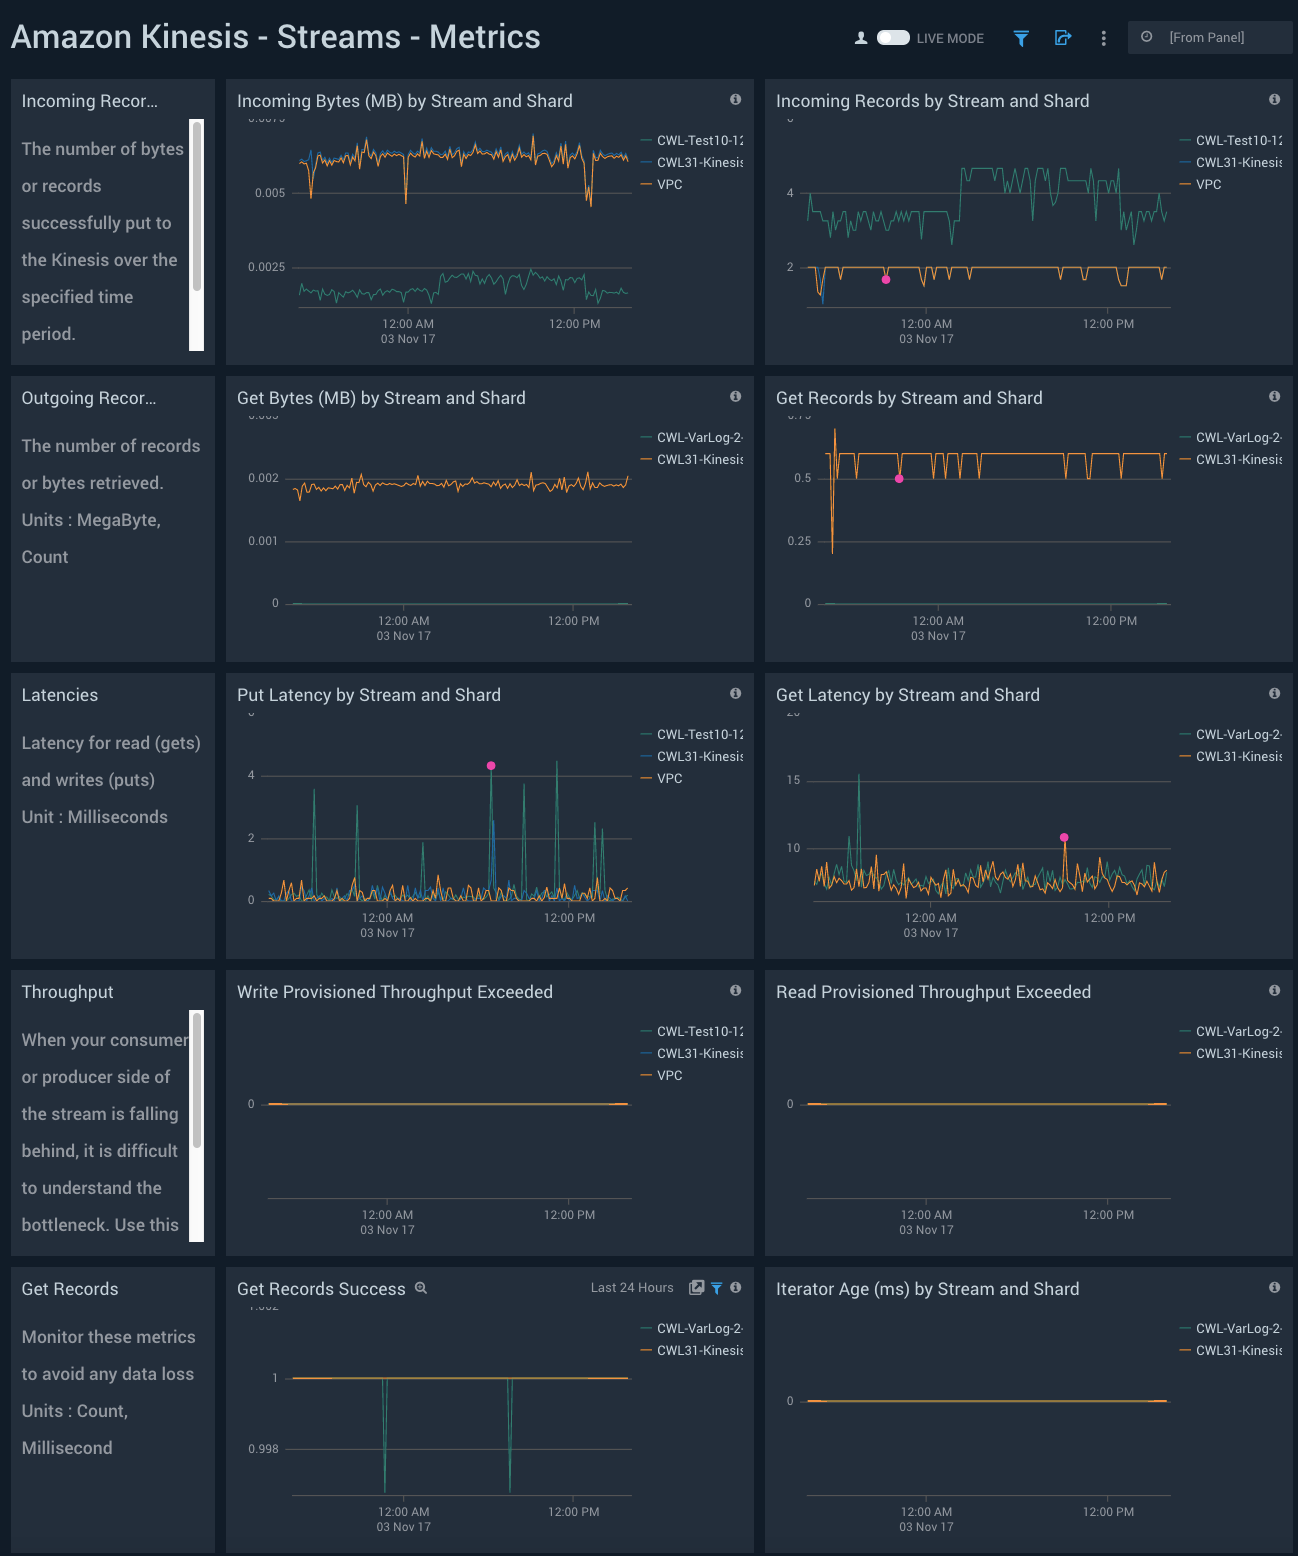 Amazon Kinesis - Streams - Metrics
LIVE MODE
[From Panel]
Incoming Recor...
The number of bytes
or records
successfully put to
the Kinesis over the
specified time
period.
Incoming Bytes (MB) by Stream and Shard
0.005
0.0025
12:00 AM
03 Nov 17
12:00 PM
CWL-Test10-12
CWL31-Kinesis
VPC
Incoming Records by Stream and Shard
4
2
12:00 AM
03 Nov 17
12:00 PM
CWL-Test10-12
CWL31-Kinesis
VPC
Outgoing Recor...
The number of records
or bytes retrieved.
Units : MegaByte,
Count
Get Bytes (MB) by Stream and Shard
0.002
0.001
0
12:00 AM
03 Nov 17
12:00 PM
CWL-VarLog-2-
CWL31-Kinesis
Get Records by Stream and Shard
0.75
0.5
0.25
0
12:00 AM
03 Nov 17
12:00 PM
CWL-VarLog-2-
CWL31-Kinesis
Latencies
Latency for read (gets)
and writes (puts)
Unit : Milliseconds
Put Latency by Stream and Shard
4
2
0
12:00 AM
03 Nov 17
12:00 PM
CWL-Test10-12
CWL31-Kinesis
VPC
Get Latency by Stream and Shard
20
15
10
12:00 AM
03 Nov 17
12:00 PM
CWL-VarLog-2-
CWL31-Kinesis
Throughput
When your consumer
or producer side of
the stream is falling
behind, it is difficult
to understand the
bottleneck. Use this
Write Provisioned Throughput Exceeded
0
12:00 AM
03 Nov 17
12:00 PM
CWL-Test10-12
CWL31-Kinesis
VPC
Read Provisioned Throughput Exceeded
0
12:00 AM
03 Nov 17
12:00 PM
CWL-VarLog-2-
CWL31-Kinesis
Get Records
Monitor these metrics
to avoid any data loss
Units : Count,
Millisecond
Get Records Success
Last 24 Hours
1.002
1
0.998
12:00 AM
03 Nov 17
12:00 PM
CWL-VarLog-2-
CWL31-Kinesis
Iterator Age (ms) by Stream and Shard
0
12:00 AM
03 Nov 17
12:00 PM
CWL-VarLog-2-
CWL31-Kinesis